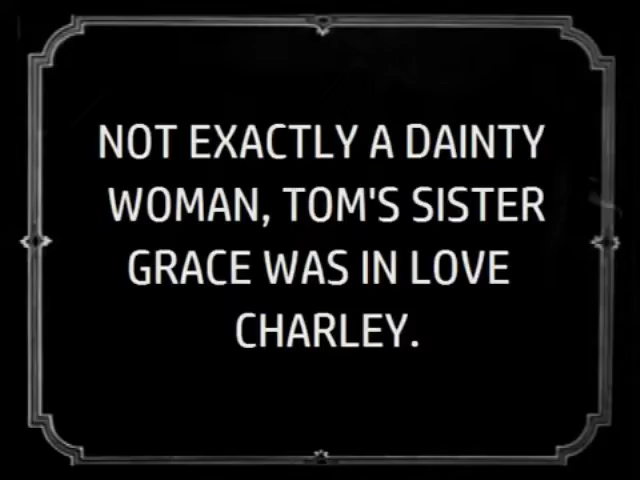 NOT EXACTLY A DAINTY
WOMAN, TOM'S SISTER
GRACE WAS IN LOVE
CHARLEY.